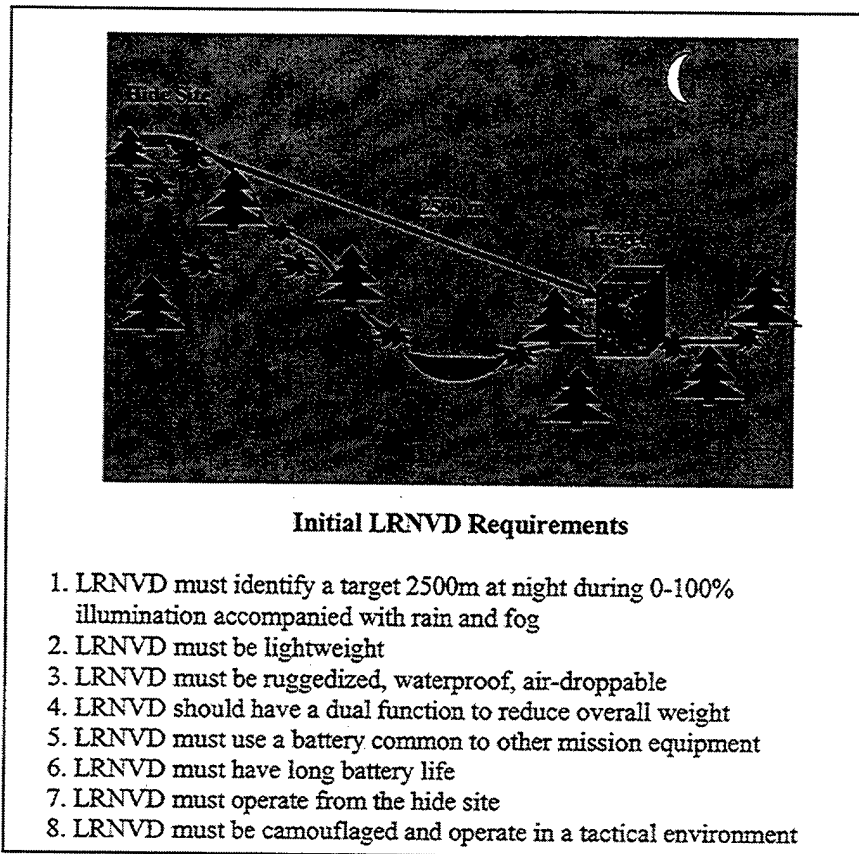 Hide Site
2500 m
Target
Initial LRNVD Requirements
1. LRNVD must identify a target 2500m at night during 0-100%
illumination accompanied with rain and fog
2. LRNVD must be lightweight
3. LRNVD must be ruggedized, waterproof, air-droppable
4. LRNVD should have a dual function to reduce overall weight
5. LRNVD must use a battery common to other mission equipment
6. LRNVD must have long battery life
7. LRNVD must operate from the hide site
8. LRNVD must be camouflaged and operate in a tactical environment